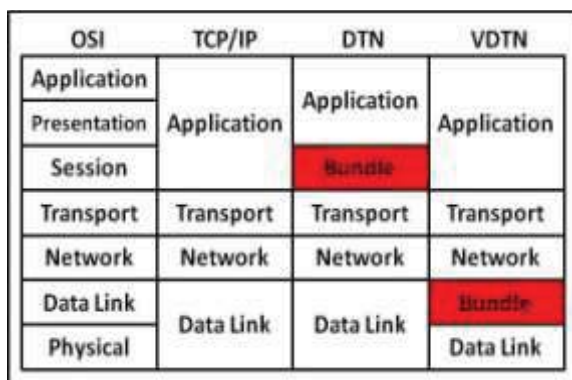 OSI TCP/IP DTN VDTN
Application
Application
Application
Application
Presentation
Session
Bundle
Transport Transport Transport Transport
Network Network Network Network
Data Link
Bundle
Data Link
Data Link
Physical
Data Link